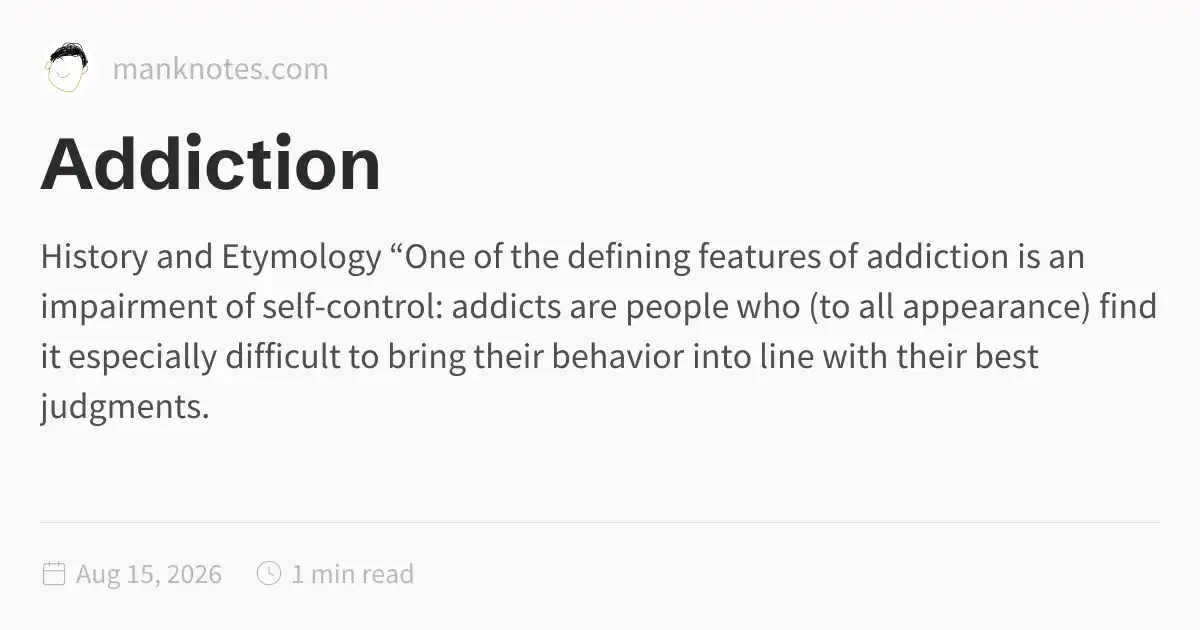 manknotes.com
Addiction
History and Etymology “One of the defining features of addiction is an
impairment of self-control: addicts are people who (to all appearance) find
it especially difficult to bring their behavior into line with their best
judgments.
Aug 15, 2026 1 min read